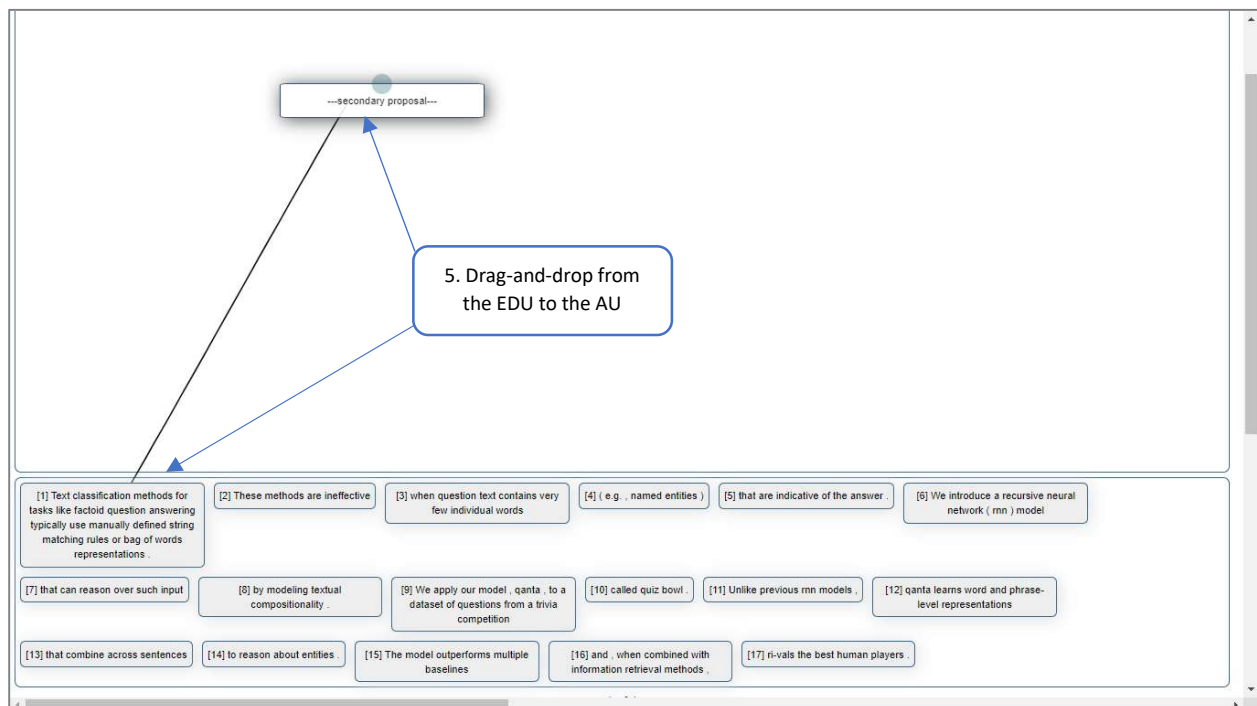 ---secondary proposal---
5. Drag-and-drop from
the EDU to the AU
[1] Text classification methods for
tasks like factoid question answering
typically use manually defined string
matching rules or bag of words
representations .
[2] These methods are ineffective
[3] when question text contains very
few individual words
[4] ( e.g. , named entities )
[5] that are indicative of the answer .
[6] We introduce a recursive neural
network ( rnn ) model
[7] that can reason over such input
[8] by modeling textual
compositionality .
[9] We apply our model , qanta , to a
dataset of questions from a trivia
competition
[10] called quiz bowl .
[11] Unlike previous rnn models ,
[12] qanta learns word and phrase-
level representations
[13] that combine across sentences
[14] to reason about entities .
[15] The model outperforms multiple
baselines
[16] and , when combined with
information retrieval methods ,
[17] ri-vals the best human players .